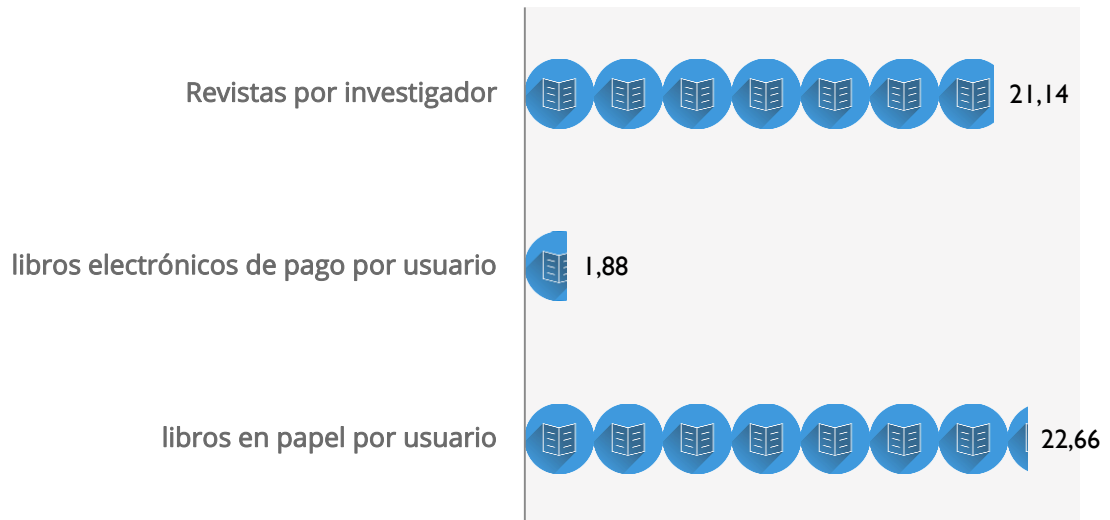 Revistas por investigador
21,14
libros electrónicos de pago por usuario
1,88
libros en papel por usuario
22,66